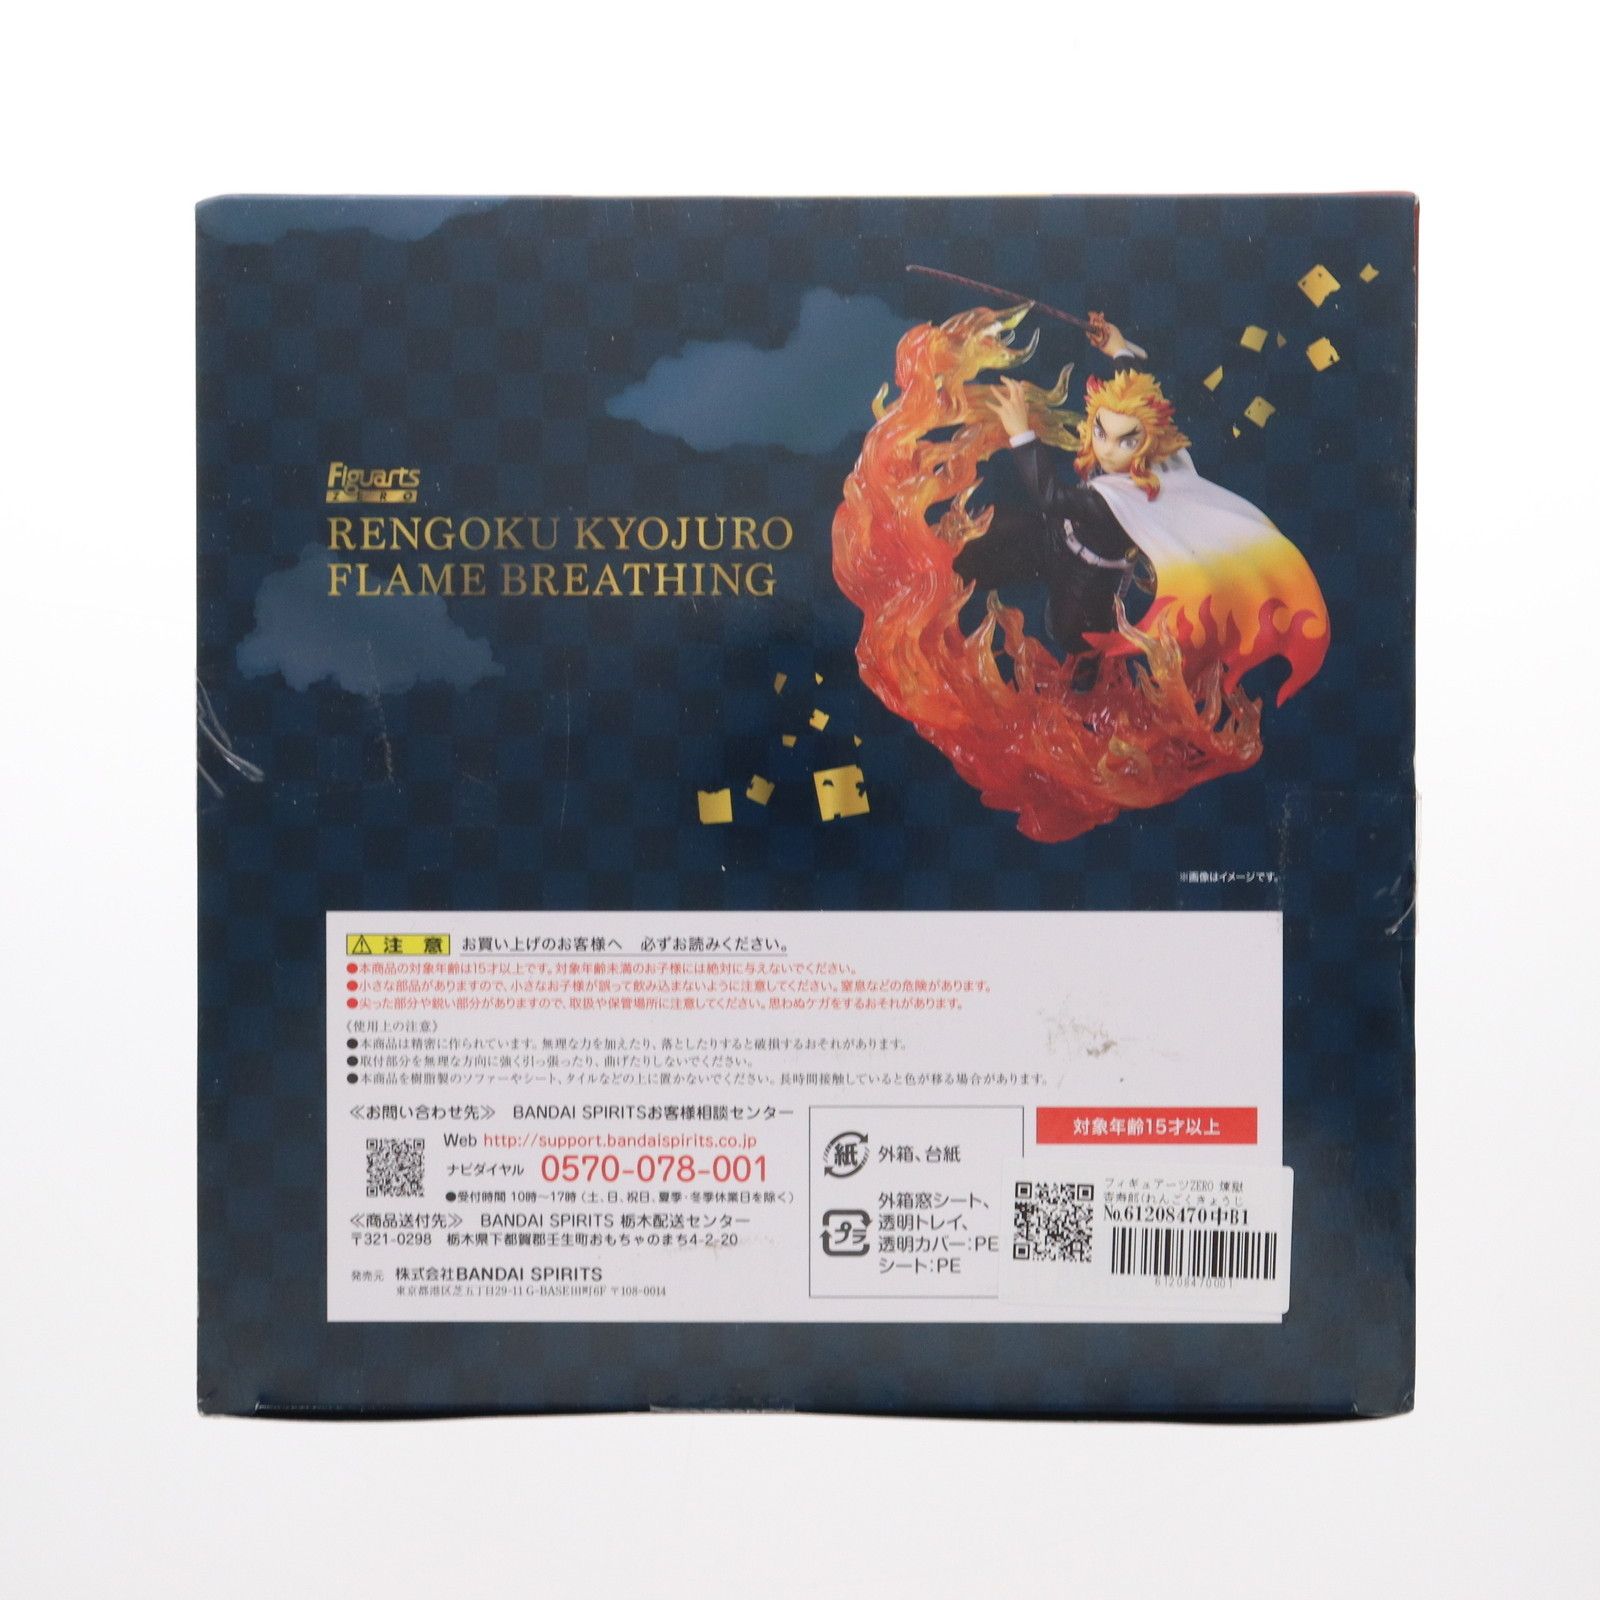 Figuarts
ZERO
RENGOKU KYOJURO
FLAME BREATHING
※画像はイメージです。
注 意 お買い上げのお客様へ 必ずお読みください。
●本商品の対象年齢は15才以上です。対象年齢未満のお子様には絶対に与えないでください。
●小さな部品がありますので、小さなお子様が誤って飲み込まないように注意してください。窒息などの危険があります。
●尖った部分や鋭い部分がありますので、取扱や保管場所に注意してください。思わぬケガをするおそれがあります。
《使用上の注意》
●本商品は精密に作られています。無理な力を加えたり、落としたりすると破損するおそれがあります。
●取付部分を無理な方向に強く引っ張ったり、曲げたりしないでください。
●本商品を樹脂製のソファーやシート、タイルなどの上に置かないでください。長時間接触していると色が移る場合があります。
≪お問い合わせ先≫ BANDAI SPIRITSお客様相談センター
Web http://support.bandaispirits.co.jp
ナビダイヤル 0570-078-001
●受付時間 10時～17時（土、日、祝日、夏季・冬季休業日を除く）
≪商品送付先≫ BANDAI SPIRITS 栃木配送センター
〒321-0298 栃木県下都賀郡壬生町おもちゃのまち4-2-20
発売元 株式会社BANDAI SPIRITS
東京都港区芝五丁目29-11 G-BASE田町6F 〒108-0014
紙 外箱、台紙
プラ 外箱窓シート、
透明トレイ、
透明カバー:PE
シート:PE
対象年齢15才以上
フィギュアーツZERO 煉獄
杏寿郎(れんごくきょうじ
No.61208470中B1
61208470001